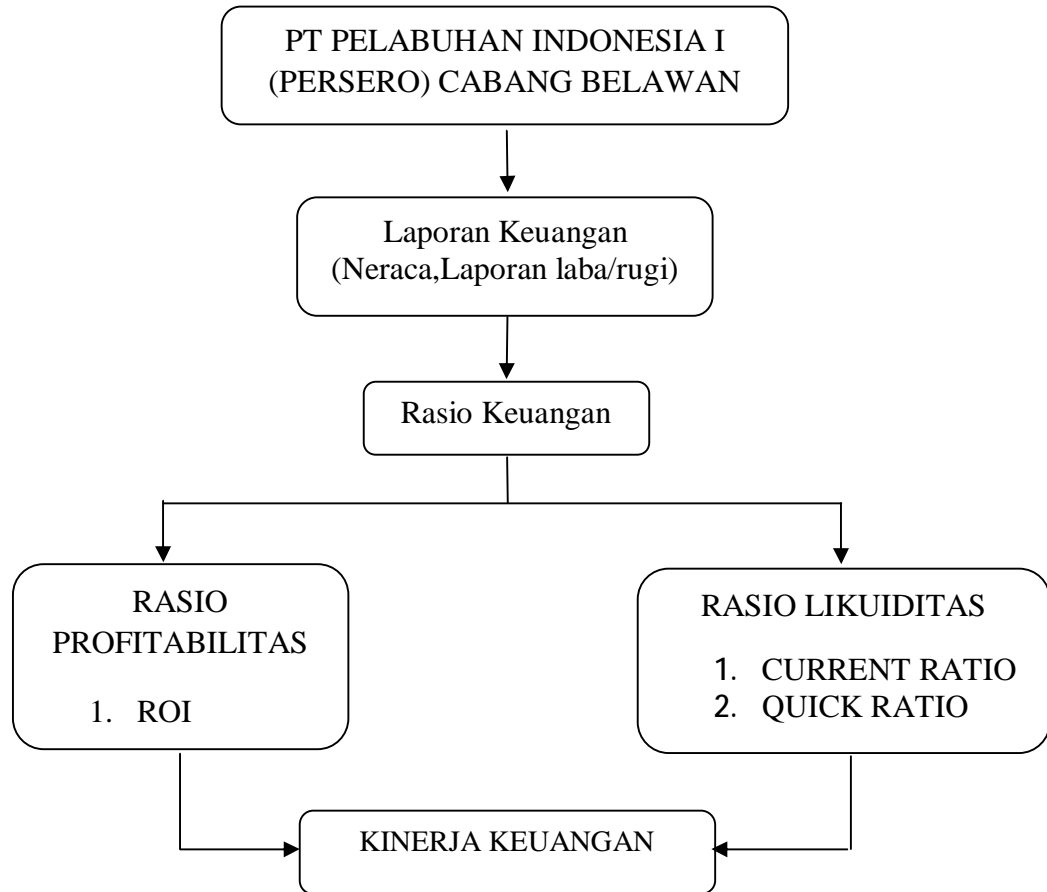 PT PELABUHAN INDONESIA I
(PERSERO) CABANG BELAWAN
Laporan Keuangan
(Neraca,Laporan laba/rugi)
Rasio Keuangan
RASIO
PROFITABILITAS
1. ROI
RASIO LIKUIDITAS
1. CURRENT RATIO
2. QUICK RATIO
KINERJA KEUANGAN